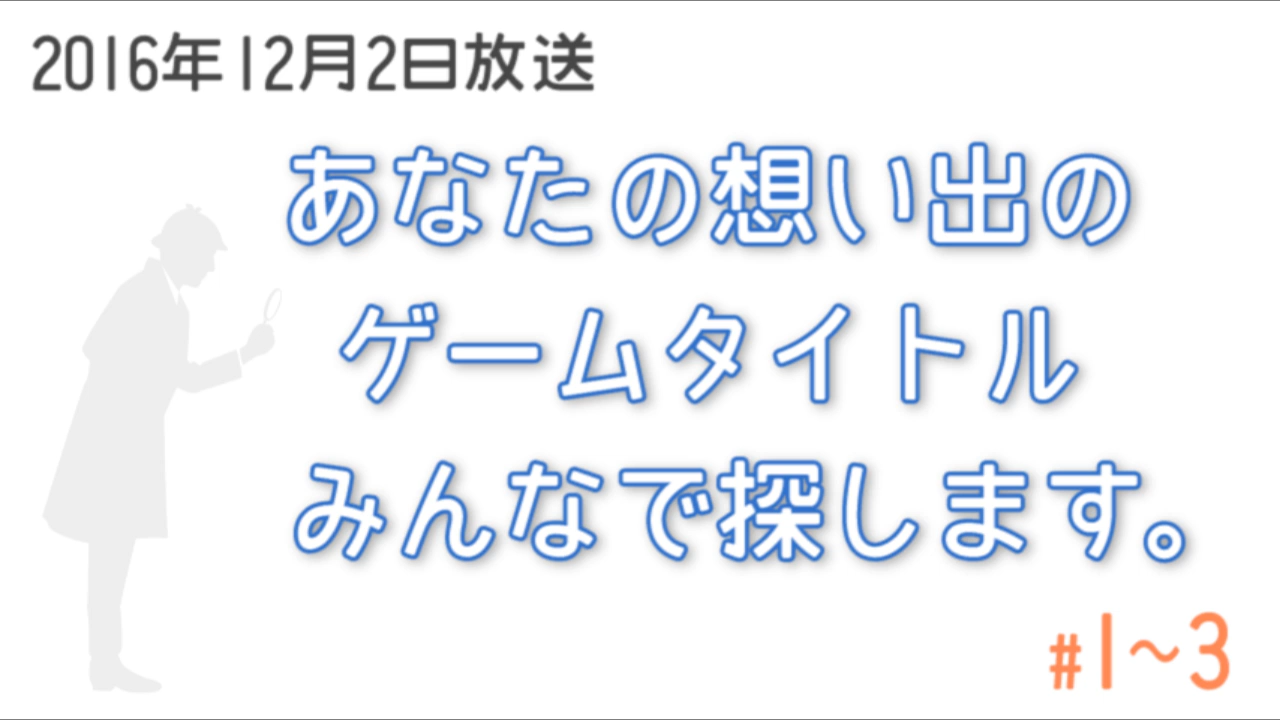 2016年12月2日放送
あなたの想い出の
ゲームタイトル
みんなで探します。
#1～3